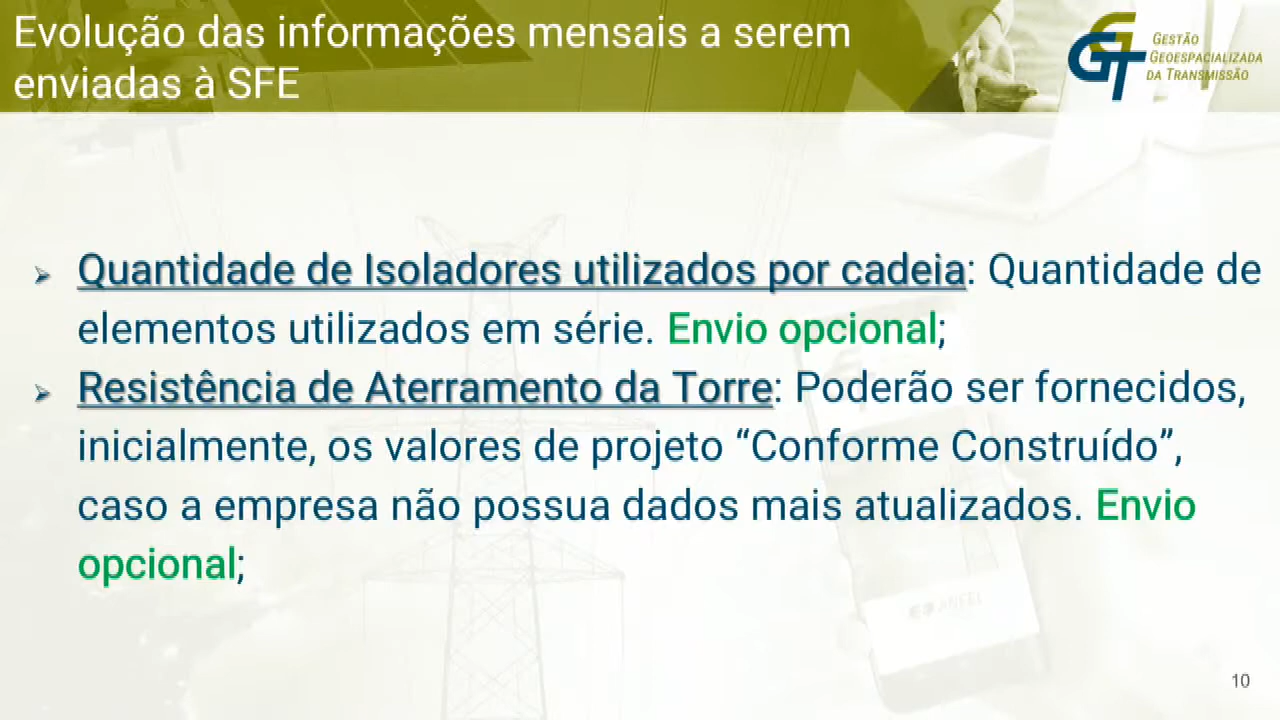 Evolução das informações mensais a serem
enviadas à SFE
GGT
GESTÃO
GEOESPACIALIZADA
DA TRANSMISSÃO
Quantidade de Isoladores utilizados por cadeia: Quantidade de
elementos utilizados em série. Envio opcional;
Resistência de Aterramento da Torre: Poderão ser fornecidos,
inicialmente, os valores de projeto “Conforme Construído”,
caso a empresa não possua dados mais atualizados. Envio
opcional;
ANEEL
10